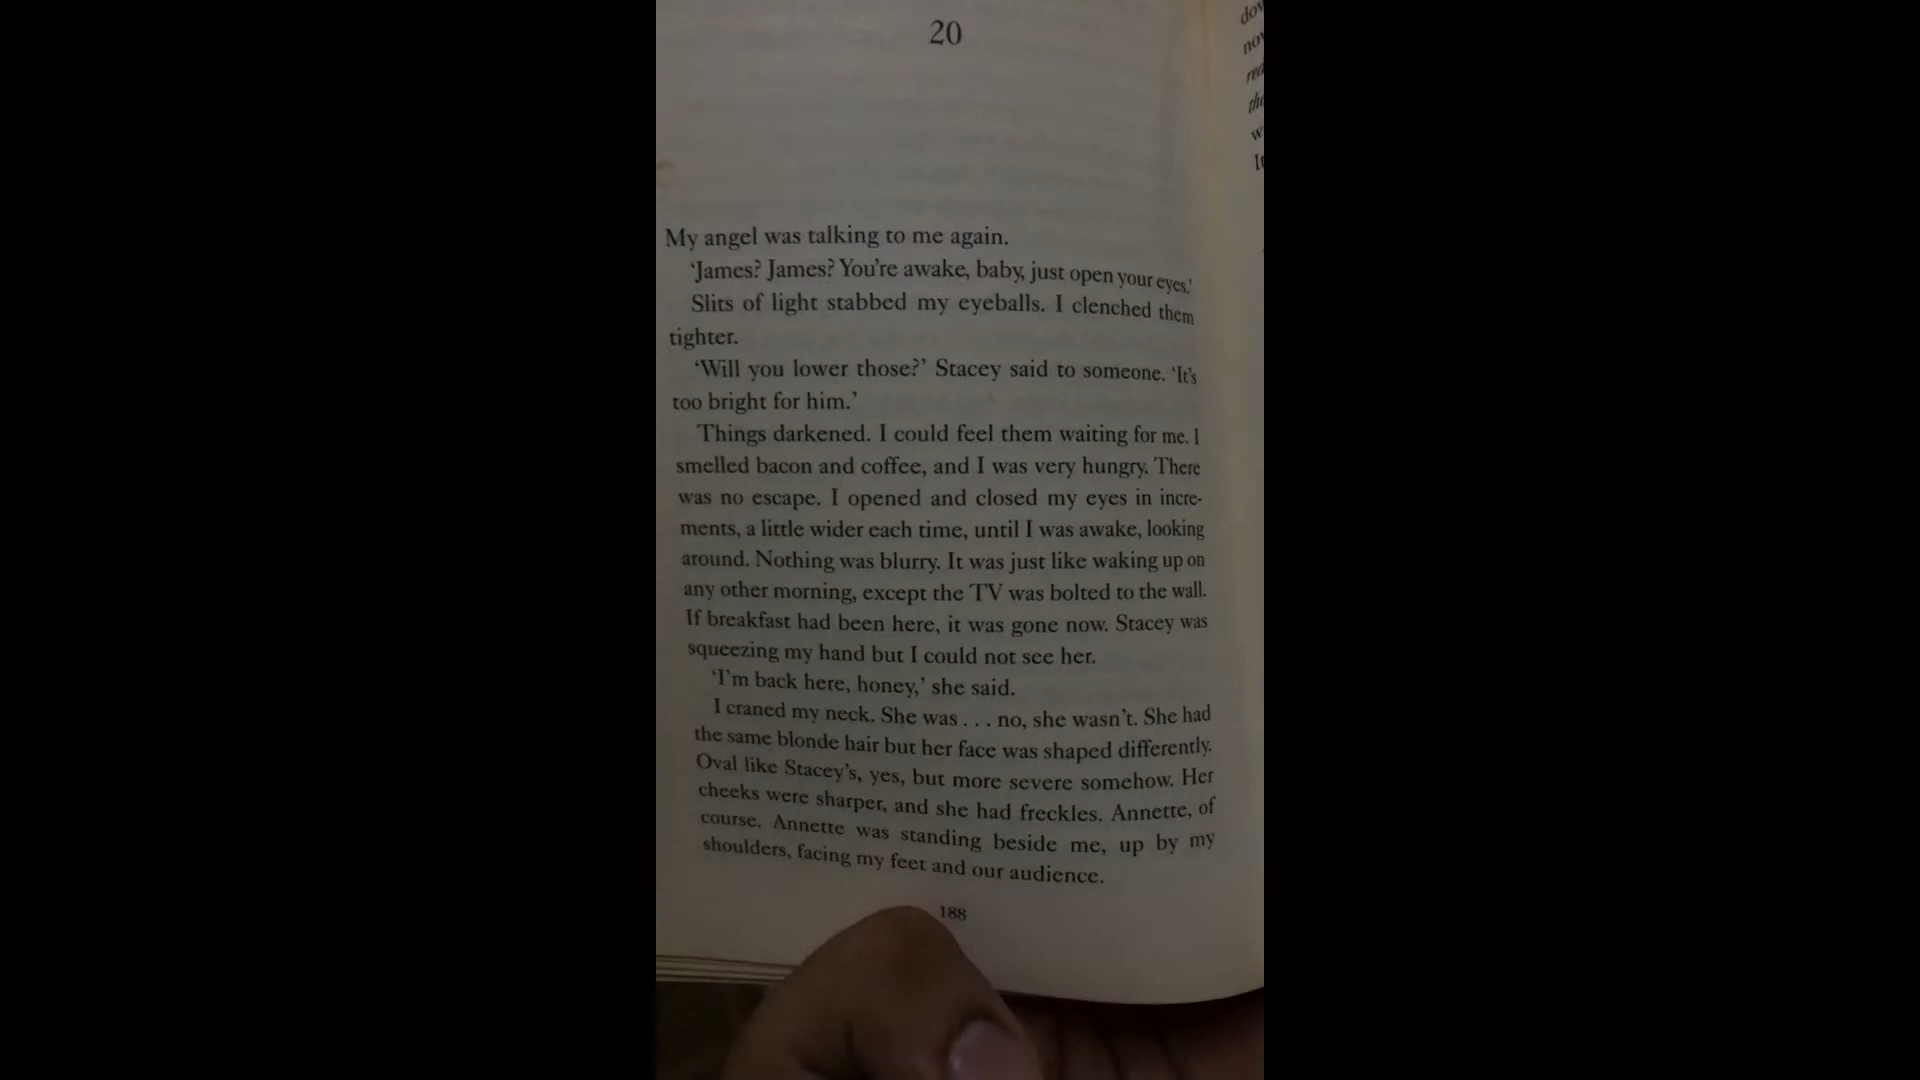 20
My angel was talking to me again.
‘James? James? You’re awake, baby, just open your eyes.’
Slits of light stabbed my eyeballs. I clenched them
tighter.
‘Will you lower those?’ Stacey said to someone. ‘It’s
too bright for him.’
Things darkened. I could feel them waiting for me. I
smelled bacon and coffee, and I was very hungry. There
was no escape. I opened and closed my eyes in incre-
ments, a little wider each time, until I was awake, looking
around. Nothing was blurry. It was just like waking up on
any other morning, except the TV was bolted to the wall.
If breakfast had been here, it was gone now. Stacey was
squeezing my hand but I could not see her.
‘I’m back here, honey,’ she said.
I craned my neck. She was . . . no, she wasn’t. She had
the same blonde hair but her face was shaped differently.
Oval like Stacey’s, yes, but more severe somehow. Her
cheeks were sharper, and she had freckles. Annette, of
course. Annette was standing beside me, up by my
shoulders, facing my feet and our audience.
188